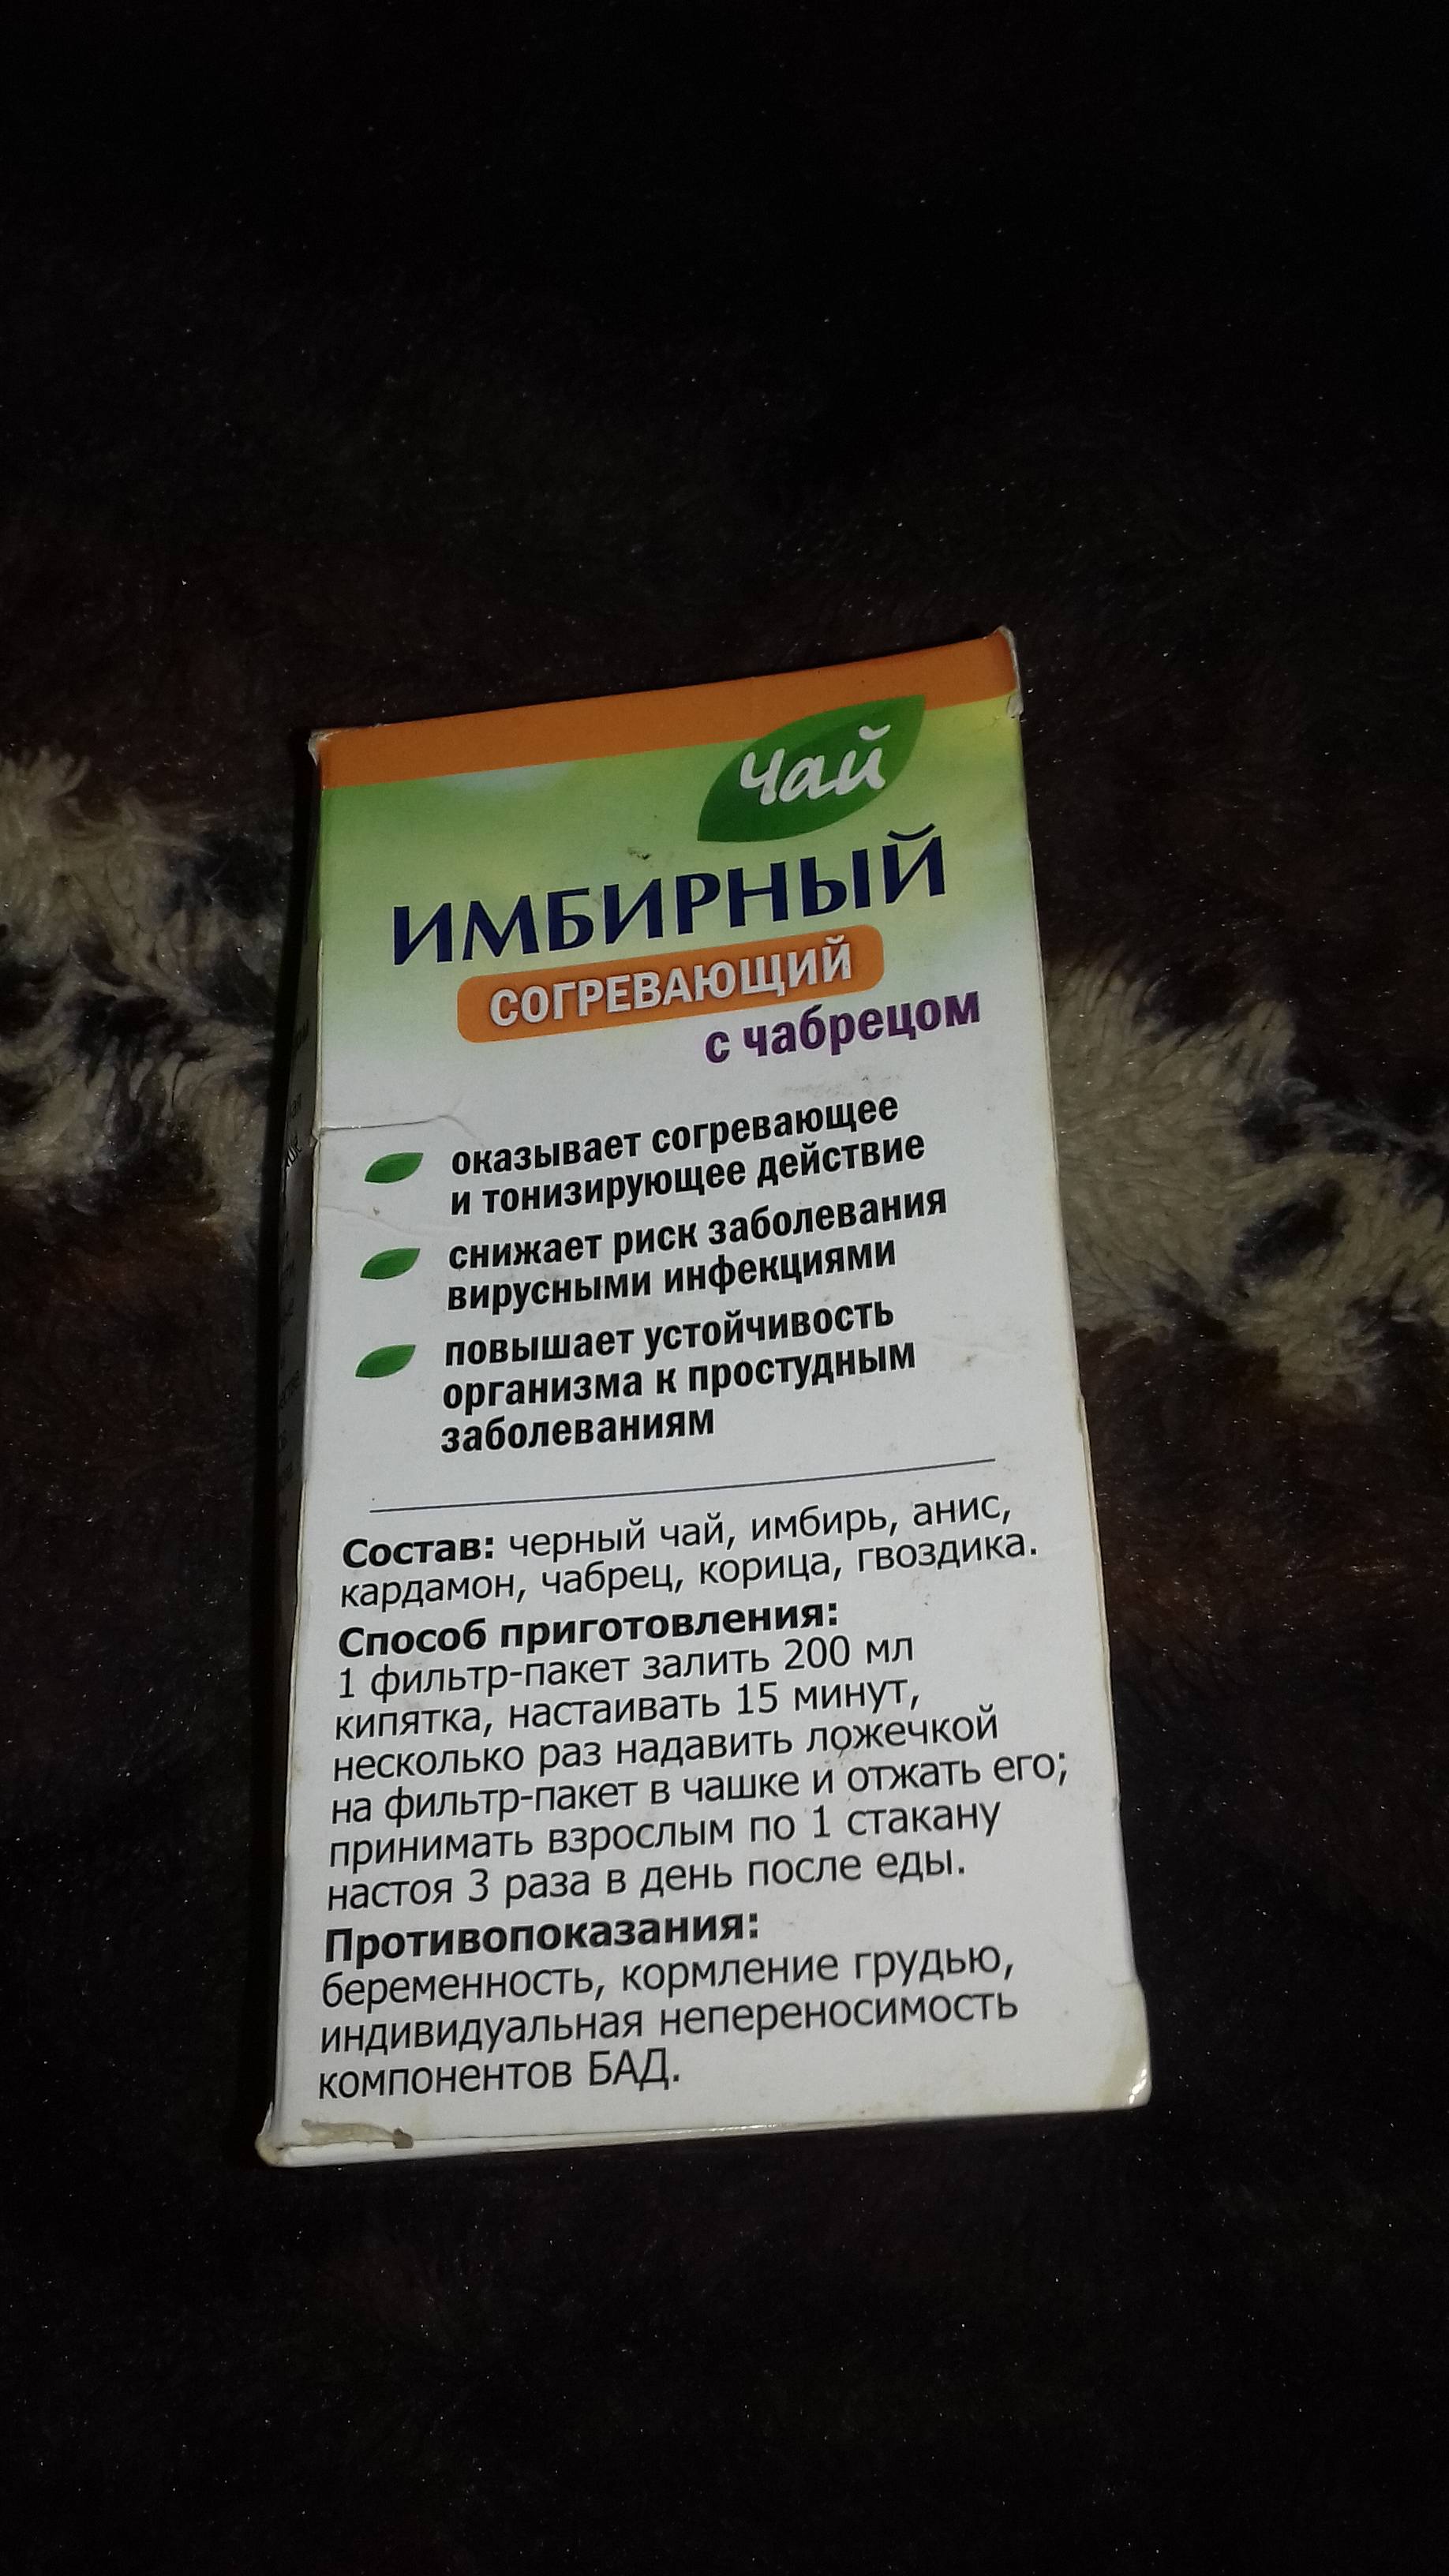 Чай
ИМБИРНЫЙ
СОГРЕВАЮЩИЙ
с чабрецом
оказывает согревающее
и тонизирующее действие
снижает риск заболевания
вирусными инфекциями
повышает устойчивость
организма к простудным
заболеваниям
Состав: черный чай, имбирь, анис,
кардамон, чабрец, корица, гвоздика.
Способ приготовления:
1 фильтр-пакет залить 200 мл
кипятка, настаивать 15 минут,
несколько раз надавить ложечкой
на фильтр-пакет в чашке и отжать его;
принимать взрослым по 1 стакану
настоя 3 раза в день после еды.
Противопоказания:
беременность, кормление грудью,
индивидуальная непереносимость
компонентов БАД.